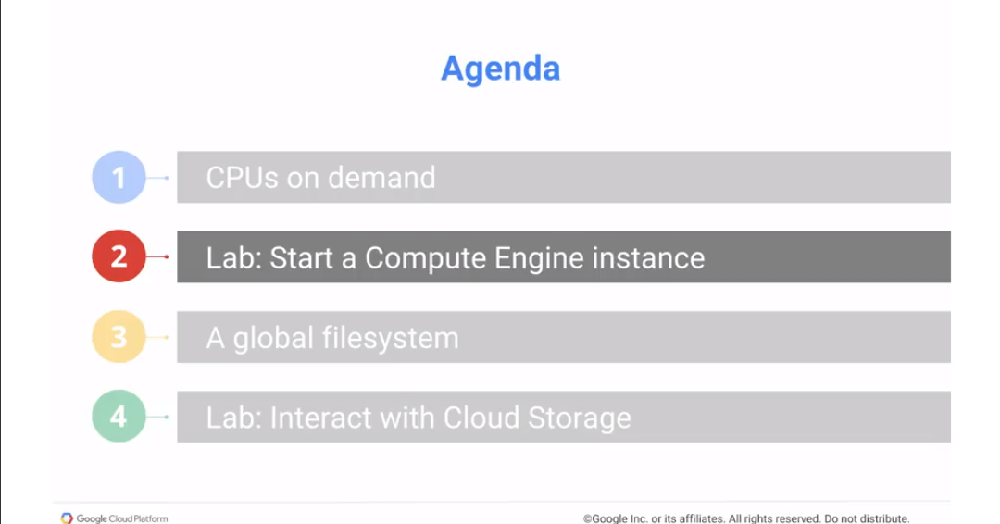 Agenda
1
CPUs on demand
2
Lab: Start a Compute Engine instance
3
A global filesystem
4
Lab: Interact with Cloud Storage
Google Cloud Platform
©Google Inc. or its affiliates. All rights reserved. Do not distribute.